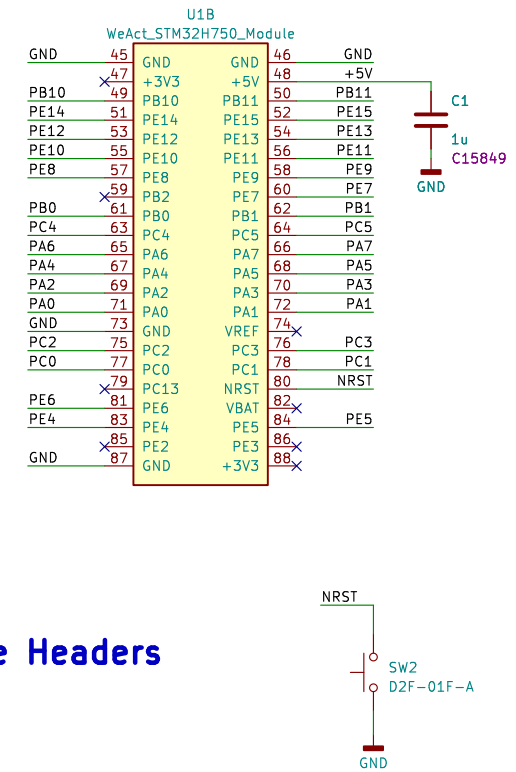 U1B
WeAct_STM32H750_Module
GND 45 GND GND 46 GND
47 +3V3 +5V 48 +5V
PB10 49 PB10 PB11 50 PB11
PE14 51 PE14 PE15 52 PE15
PE12 53 PE12 PE13 54 PE13
PE10 55 PE10 PE11 56 PE11
PE8 57 PE8 PE9 58 PE9
59 PB2 PE7 60 PE7
PB0 61 PB0 PB1 62 PB1
PC4 63 PC4 PC5 64 PC5
PA6 65 PA6 PA7 66 PA7
PA4 67 PA4 PA5 68 PA5
PA2 69 PA2 PA3 70 PA3
PA0 71 PA0 PA1 72 PA1
GND 73 GND VREF 74
PC2 75 PC2 PC3 76 PC3
PC0 77 PC0 PC1 78 PC1
79 PC13 NRST 80 NRST
PE6 81 PE6 VBAT 82
PE4 83 PE4 PE5 84 PE5
85 PE2 PE3 86
GND 87 GND +3V3 88
C1
1u
C15849
GND
NRST
e Headers
SW2
D2F-01F-A
GND